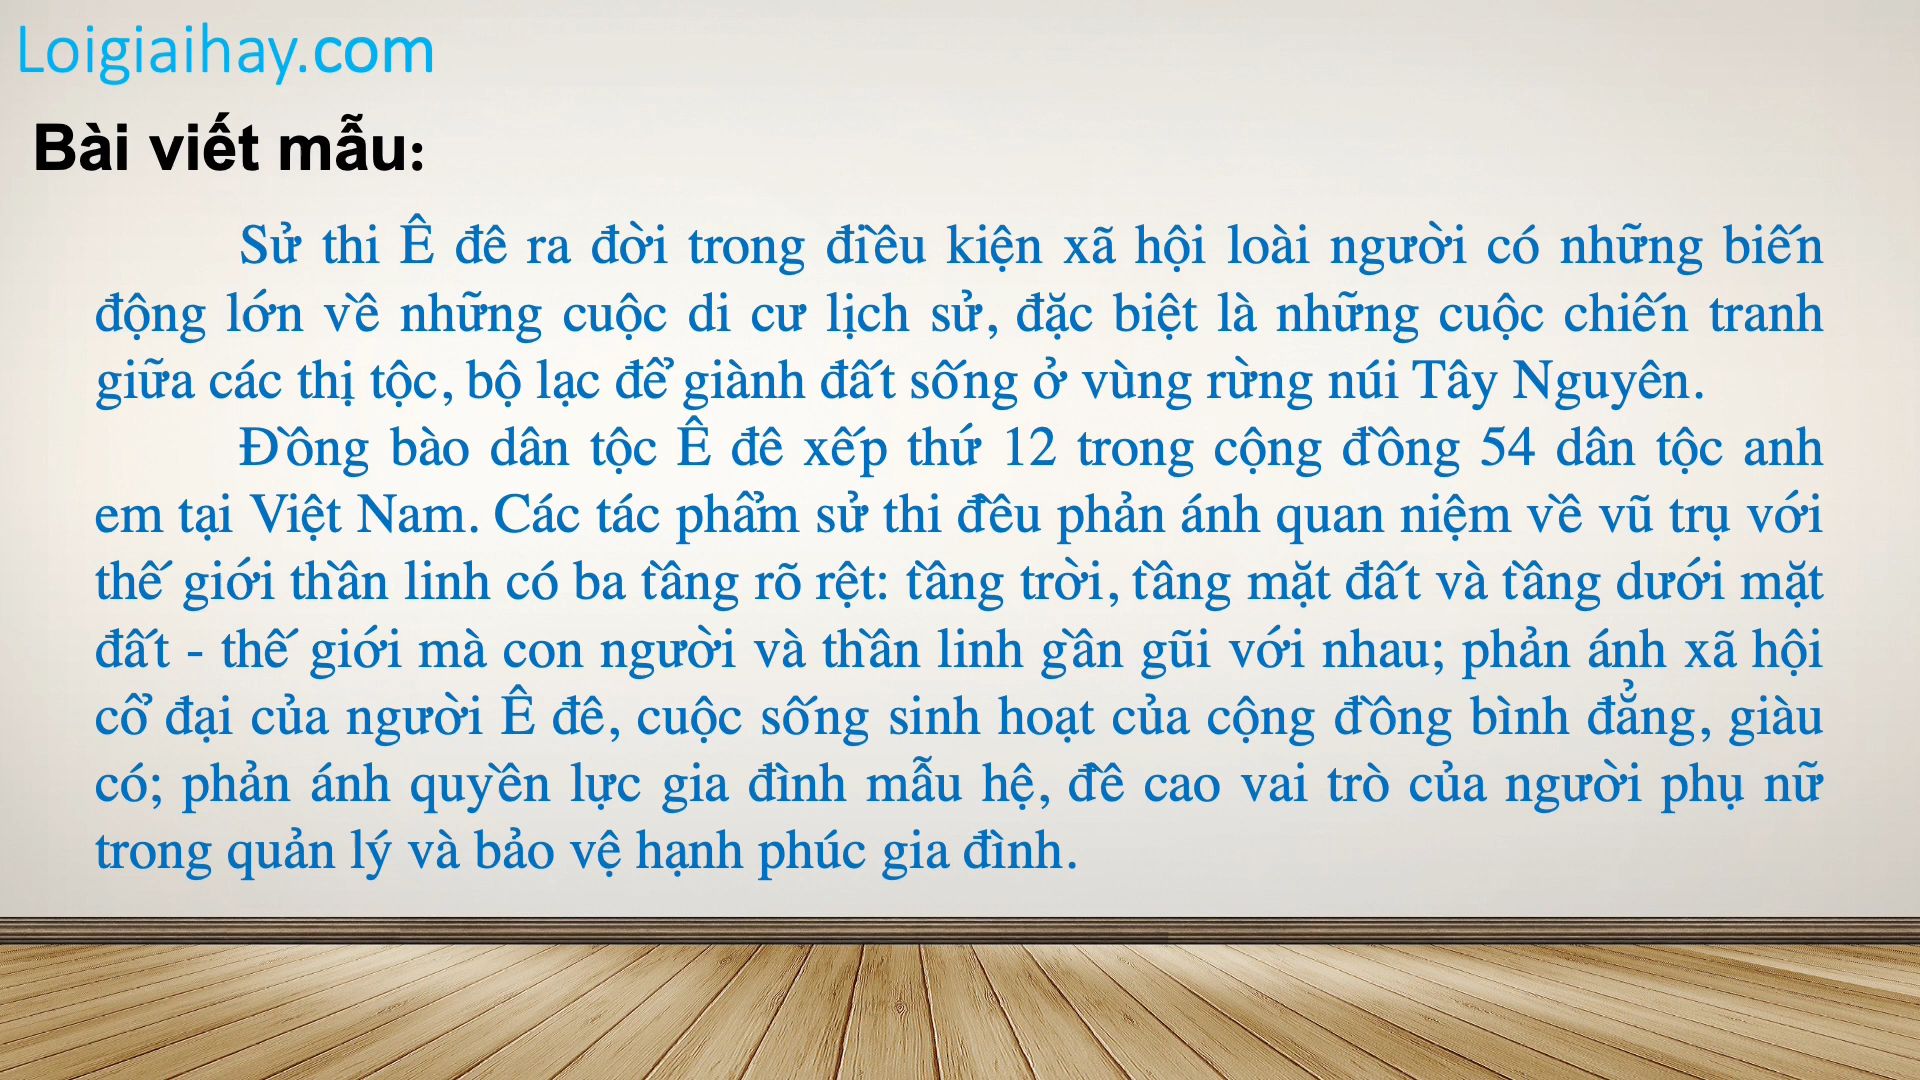 Loigiaihay.com
Bài viết mẫu:
Sử thi Ê đê ra đời trong điều kiện xã hội loài người có những biến
động lớn về những cuộc di cư lịch sử, đặc biệt là những cuộc chiến tranh
giữa các thị tộc, bộ lạc để giành đất sống ở vùng rừng núi Tây Nguyên.
Đồng bào dân tộc Ê đê xếp thứ 12 trong cộng đồng 54 dân tộc anh
em tại Việt Nam. Các tác phẩm sử thi đều phản ánh quan niệm về vũ trụ với
thế giới thần linh có ba tầng rõ rệt: tầng trời, tầng mặt đất và tầng dưới mặt
đất - thế giới mà con người và thần linh gần gũi với nhau; phản ánh xã hội
cổ đại của người Ê đê, cuộc sống sinh hoạt của cộng đồng bình đẳng, giàu
có; phản ánh quyền lực gia đình mẫu hệ, đề cao vai trò của người phụ nữ
trong quản lý và bảo vệ hạnh phúc gia đình.